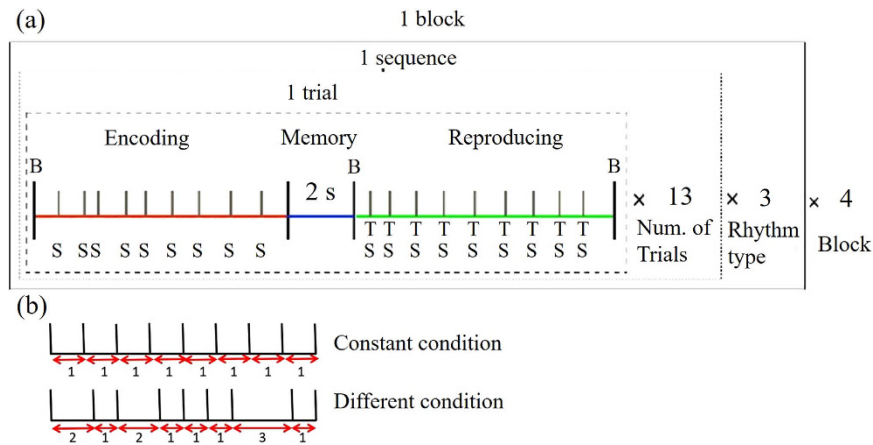 (a)
1 block
1 sequence
1 trial
Encoding Memory Reproducing
B B B
2 s
× 13 × 3 × 4
T T T T T T T T T
S S S S S S S S S S S S S S S S S S
Num. of Trials
Rhythm type
Block
(b)
Constant condition
1 1 1 1 1 1 1 1
Different condition
2 1 2 1 1 1 3 1